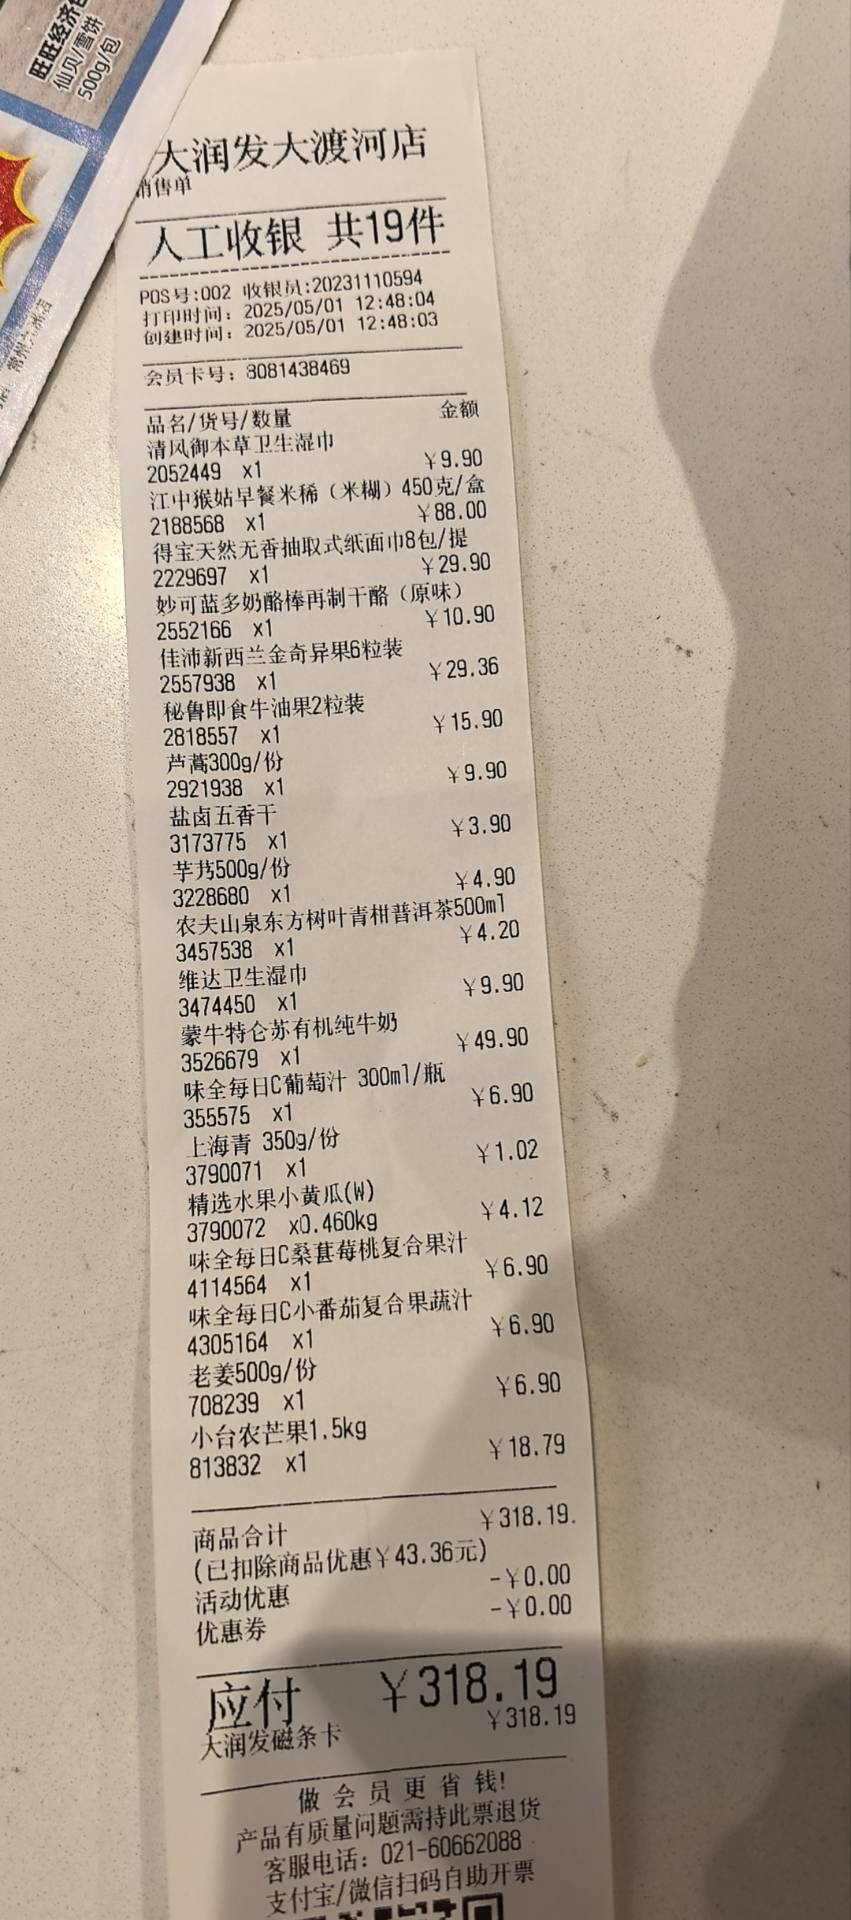 旺旺经济包
仙贝/雪饼
500g/包
大润发大渡河店
销售单
人工收银 共19件
POS号:002 收银员:20231110594
打印时间: 2025/05/01 12:48:04
创建时间: 2025/05/01 12:48:03
会员卡号: 8081438469
品名/货号/数量 金额
清风御本草卫生湿巾
2052449 x1 ￥9.90
江中猴姑早餐米稀（米糊）450克/盒
2188568 x1 ￥88.00
得宝天然无香抽取式纸面巾8包/提
2229697 x1 ￥29.90
妙可蓝多奶酪棒再制干酪（原味）
2552166 x1 ￥10.90
佳沛新西兰金奇异果6粒装
2557938 x1 ￥29.36
秘鲁即食牛油果2粒装
2818557 x1 ￥15.90
芦蒿300g/份
2921938 x1 ￥9.90
盐卤五香干
3173775 x1 ￥3.90
芋艿500g/份
3228680 x1 ￥4.90
农夫山泉东方树叶青柑普洱茶500ml
3457538 x1 ￥4.20
维达卫生湿巾
3474450 x1 ￥9.90
蒙牛特仑苏有机纯牛奶
3526679 x1 ￥49.90
味全每日C葡萄汁 300ml/瓶
355575 x1 ￥6.90
上海青 350g/份
3790071 x1 ￥1.02
精选水果小黄瓜(W)
3790072 x0.460kg ￥4.12
味全每日C桑葚莓桃复合果汁
4114564 x1 ￥6.90
味全每日C小番茄复合果蔬汁
4305164 x1 ￥6.90
老姜500g/份
708239 x1 ￥6.90
小台农芒果1.5kg
813832 x1 ￥18.79
商品合计 ￥318.19.
(已扣除商品优惠￥43.36元)
活动优惠 -￥0.00
优惠券 -￥0.00
应付 ￥318.19
大润发磁条卡 ￥318.19
做会员更省钱!
产品有质量问题需持此票退货
客服电话: 021-60662088
支付宝/微信扫码自助开票